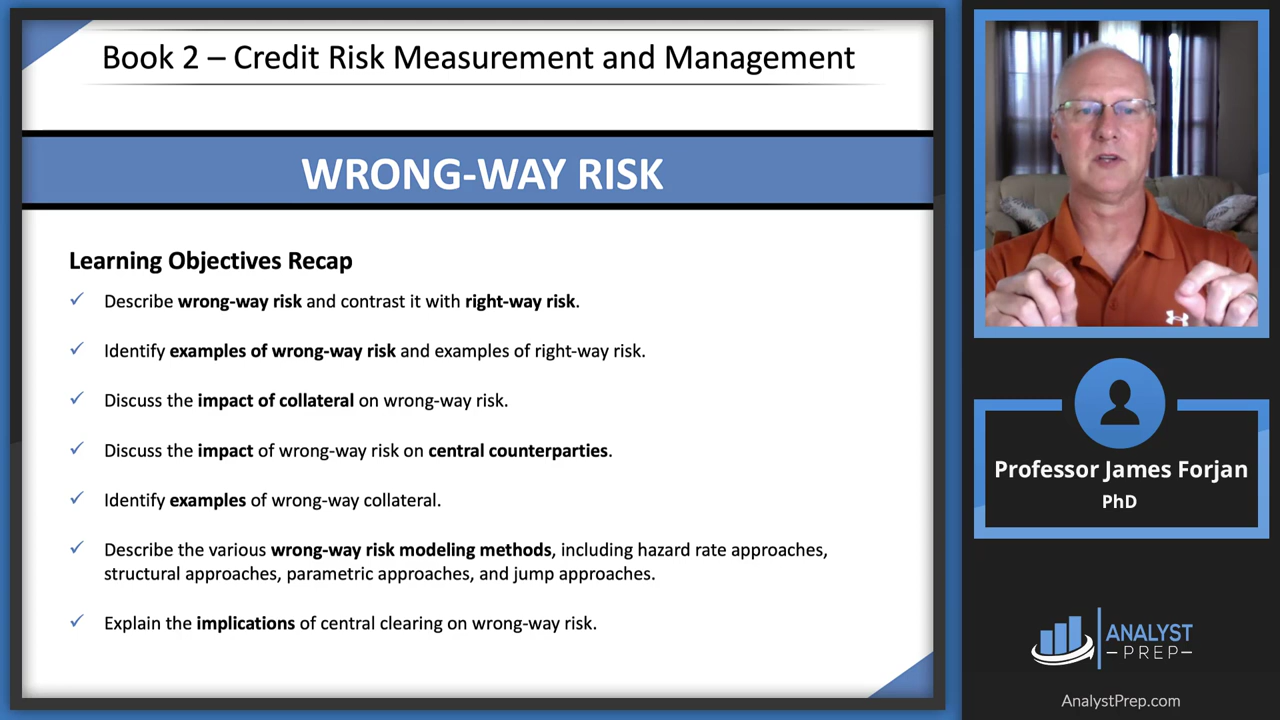 Book 2 – Credit Risk Measurement and Management
WRONG-WAY RISK
Learning Objectives Recap
✓ Describe wrong-way risk and contrast it with right-way risk.
✓ Identify examples of wrong-way risk and examples of right-way risk.
✓ Discuss the impact of collateral on wrong-way risk.
✓ Discuss the impact of wrong-way risk on central counterparties.
✓ Identify examples of wrong-way collateral.
✓ Describe the various wrong-way risk modeling methods, including hazard rate approaches,
structural approaches, parametric approaches, and jump approaches.
✓ Explain the implications of central clearing on wrong-way risk.
Professor James Forjan
PhD
ANALYST
PREP
AnalystPrep.com